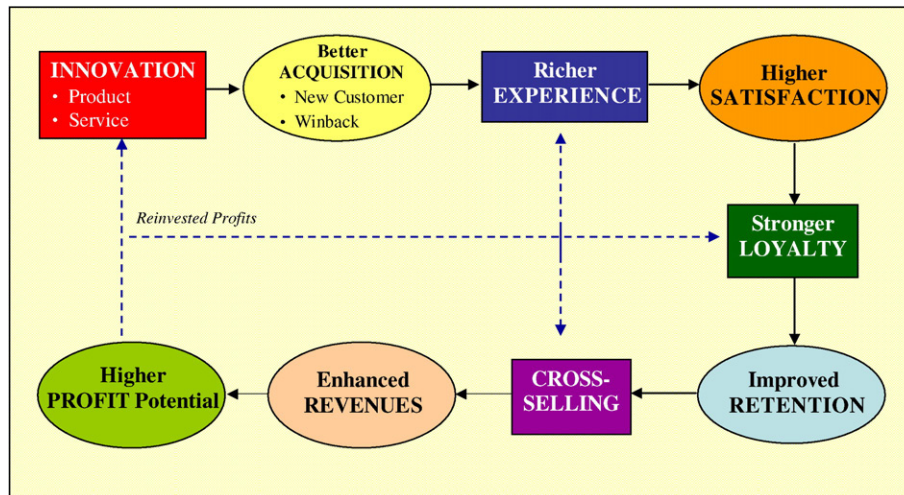 INNOVATION
• Product
• Service
Better
ACQUISITION
• New Customer
• Winback
Richer
EXPERIENCE
Higher
SATISFACTION
Reinvested Profits
Stronger
LOYALTY
Higher
PROFIT Potential
Enhanced
REVENUES
CROSS-
SELLING
Improved
RETENTION